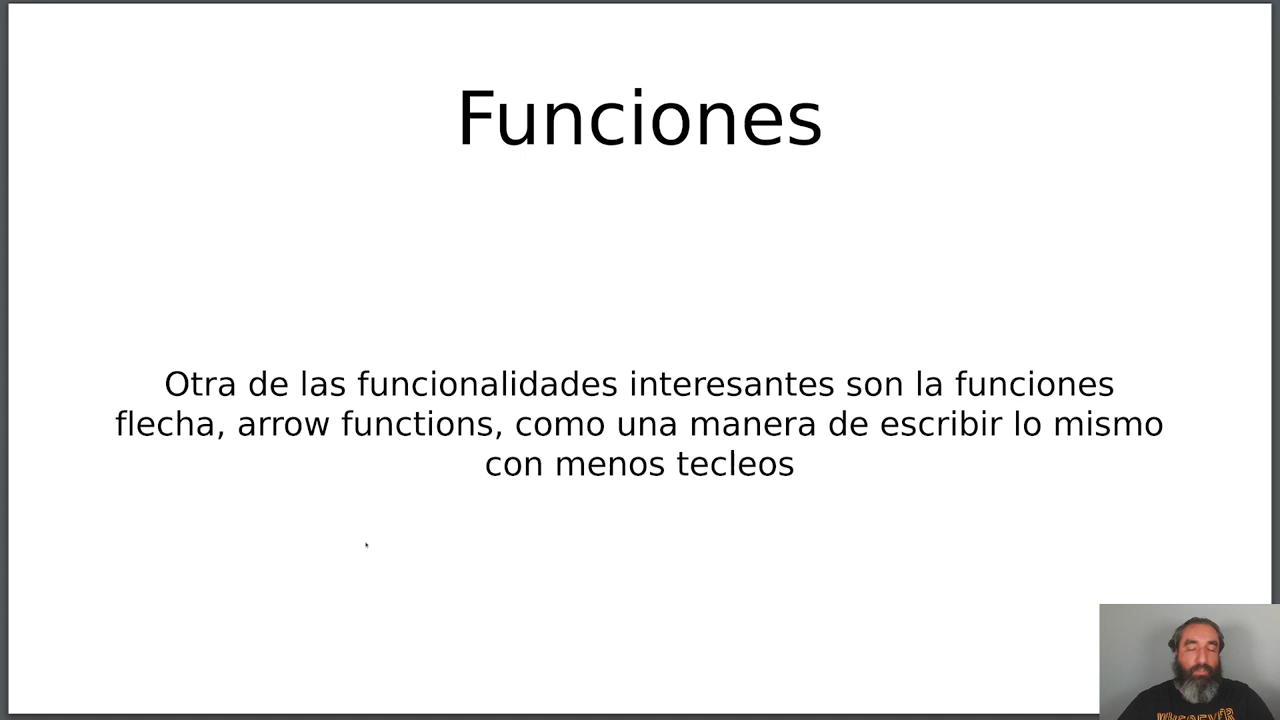 Funciones
Otra de las funcionalidades interesantes son la funciones
flecha, arrow functions, como una manera de escribir lo mismo
con menos tecleos